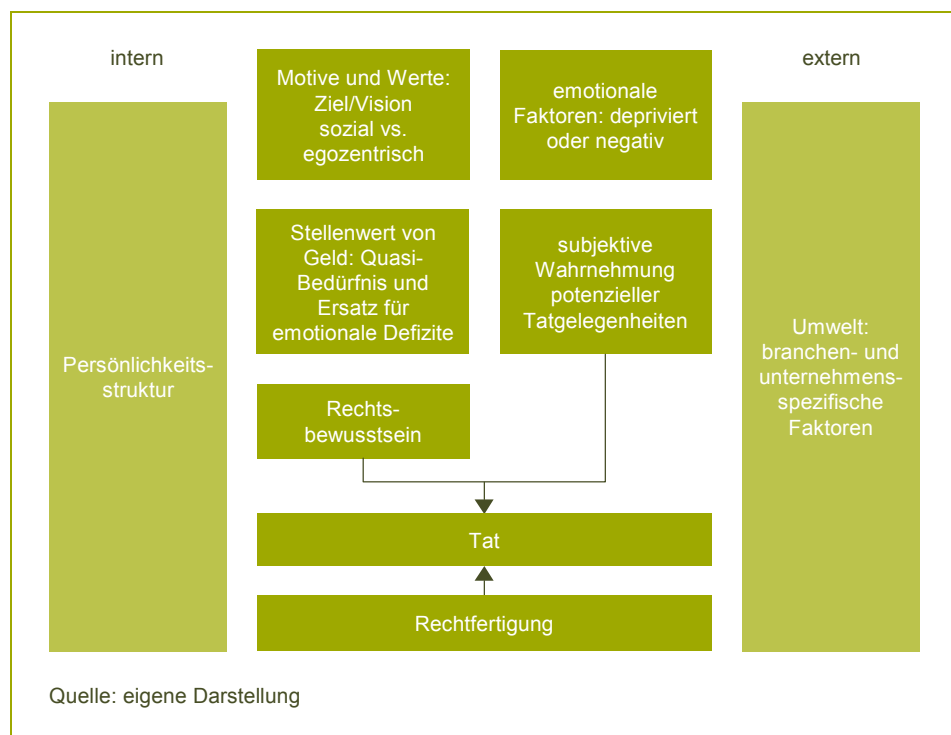 intern
extern
Motive und Werte:
Ziel/Vision
sozial vs.
egozentrisch
emotionale
Faktoren: depriviert
oder negativ
Stellenwert von
Geld: Quasi-
Bedürfnis und
Ersatz für
emotionale Defizite
subjektive
Wahrnehmung
potenzieller
Tatgelegenheiten
Persönlichkeits-
struktur
Umwelt:
branchen- und
unternehmens-
spezifische
Faktoren
Rechts-
bewusstsein
Tat
Rechtfertigung
Quelle: eigene Darstellung